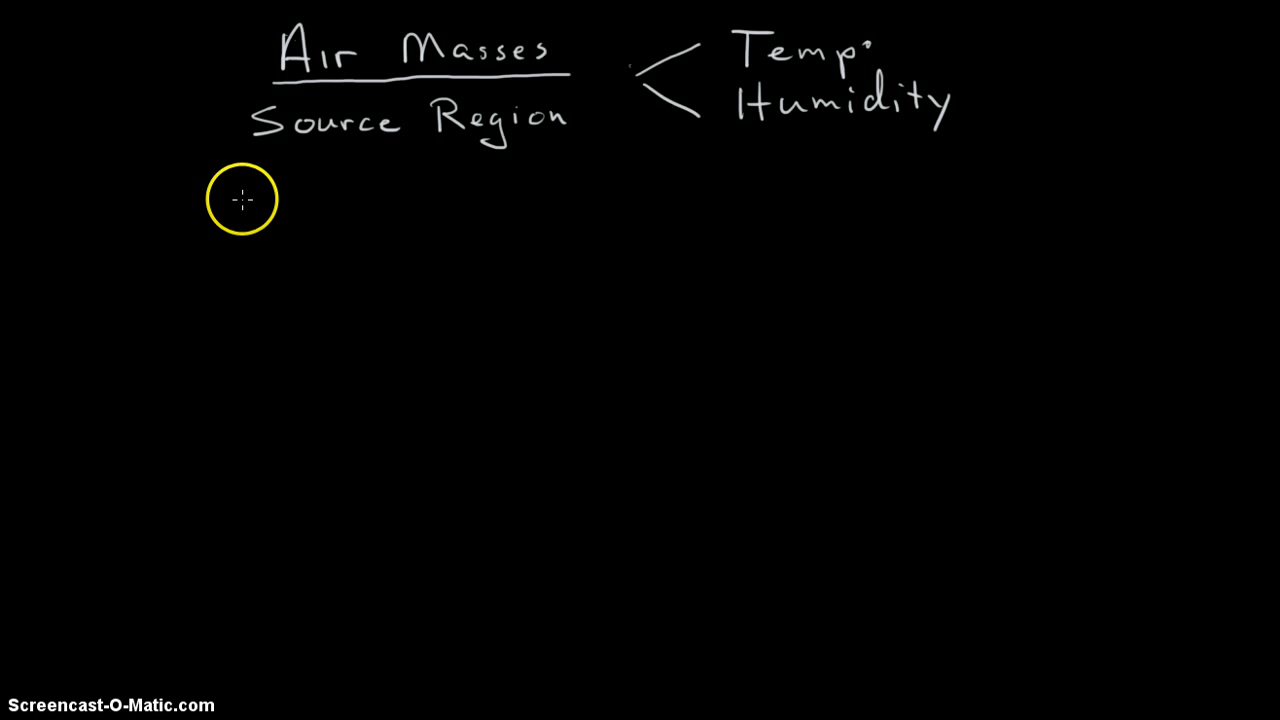 Air Masses
Source Region
Temp.
Humidity
Screencast-O-Matic.com